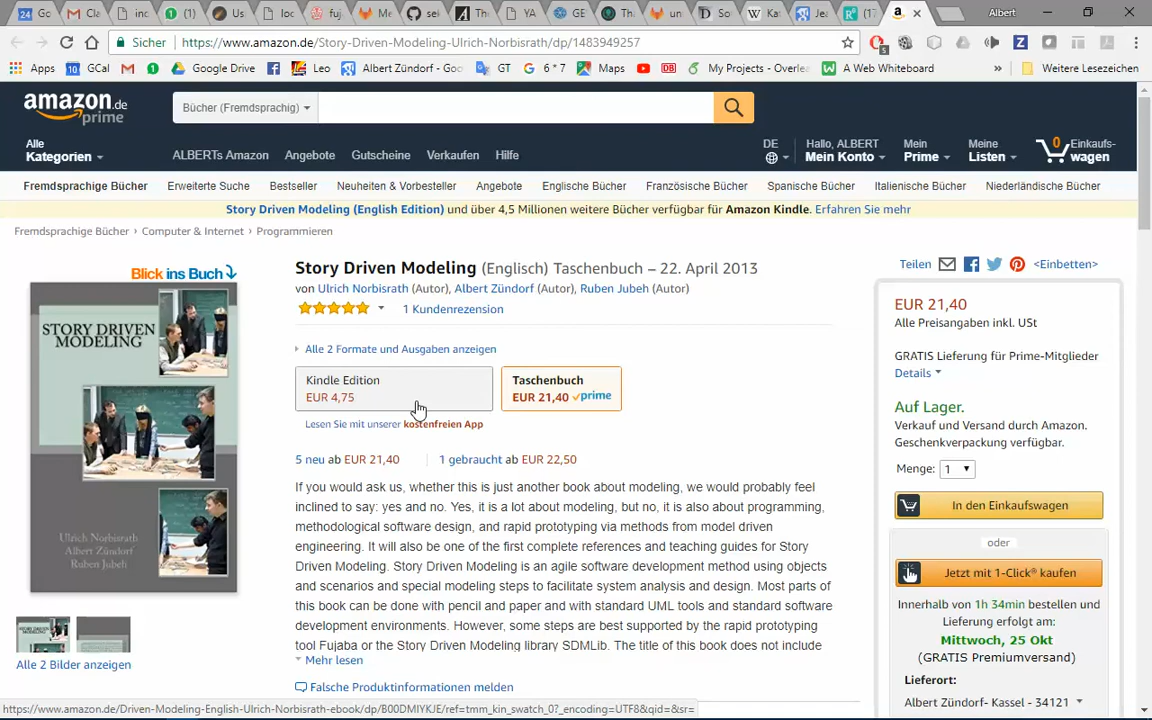 Go
Cla
inc
(1)
Us
loc
fuj
Me
sek
The
YA
GE
Th
un
So
W Kat
Jea
(17
Albert
Sicher https://www.amazon.de/Story-Driven-Modeling-Ulrich-Norbisrath/dp/1483949257
Apps GCal Google Drive Leo Albert Zündorf - Goo GT G 6 * 7 Maps DB My Projects - Overlea A Web Whiteboard » Weitere Lesezeichen
amazon.de
prime
Bücher (Fremdsprachig)
Alle
Kategorien
ALBERTs Amazon Angebote Gutscheine Verkaufen Hilfe
DE
Hallo, ALBERT
Mein Konto
Mein
Prime
Meine
Listen
0 Einkaufs-
wagen
Fremdsprachige Bücher Erweiterte Suche Bestseller Neuheiten & Vorbesteller Angebote Englische Bücher Französische Bücher Spanische Bücher Italienische Bücher Niederländische Bücher
Story Driven Modeling (English Edition) und über 4,5 Millionen weitere Bücher verfügbar für Amazon Kindle. Erfahren Sie mehr
Fremdsprachige Bücher › Computer & Internet › Programmieren
Blick ins Buch
STORY DRIVEN
MODELING
Ulrich Norbisrath
Albert Zündorf
Ruben Jubeh
Alle 2 Bilder anzeigen
Story Driven Modeling (Englisch) Taschenbuch – 22. April 2013
von Ulrich Norbisrath (Autor), Albert Zündorf (Autor), Ruben Jubeh (Autor)
1 Kundenrezension
Alle 2 Formate und Ausgaben anzeigen
Kindle Edition
EUR 4,75
Taschenbuch
EUR 21,40 prime
Lesen Sie mit unserer kostenfreien App
5 neu ab EUR 21,40 1 gebraucht ab EUR 22,50
If you would ask us, whether this is just another book about modeling, we would probably feel
inclined to say: yes and no. Yes, it is a lot about modeling, but no, it is also about programming,
methodological software design, and rapid prototyping via methods from model driven
engineering. It will also be one of the first complete references and teaching guides for Story
Driven Modeling. Story Driven Modeling is an agile software development method using objects
and scenarios and special modeling steps to facilitate system analysis and design. Most parts of
this book can be done with pencil and paper and with standard UML tools and standard software
development environments. However, some steps are best supported by the rapid prototyping
tool Fujaba or the Story Driven Modeling library SDMLib. The title of this book does not include
Mehr lesen
Falsche Produktinformationen melden
Teilen <Einbetten>
EUR 21,40
Alle Preisangaben inkl. USt
GRATIS Lieferung für Prime-Mitglieder
Details
Auf Lager.
Verkauf und Versand durch Amazon.
Geschenkverpackung verfügbar.
Menge: 1
In den Einkaufswagen
oder
Jetzt mit 1-Click® kaufen
Innerhalb von 1h 34min bestellen und
Lieferung erfolgt am:
Mittwoch, 25 Okt
(GRATIS Premiumversand)
Lieferort:
Albert Zündorf- Kassel - 34121
https://www.amazon.de/Driven-Modeling-English-Ulrich-Norbisrath-ebook/dp/B00DMIYKJE/ref=tmm_kin_swatch_0?_encoding=UTF8&qid=&sr=